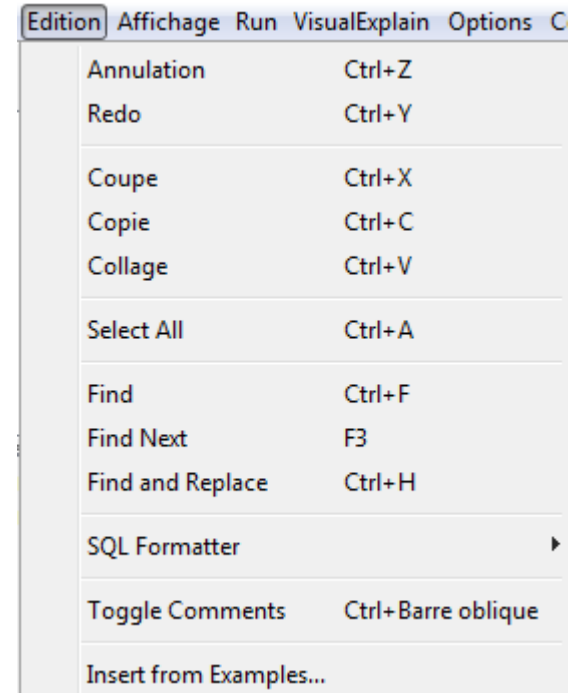 Edition Affichage Run VisualExplain Options
Annulation Ctrl+Z
Redo Ctrl+Y
Coupe Ctrl+X
Copie Ctrl+C
Collage Ctrl+V
Select All Ctrl+A
Find Ctrl+F
Find Next F3
Find and Replace Ctrl+H
SQL Formatter
Toggle Comments Ctrl+Barre oblique
Insert from Examples...